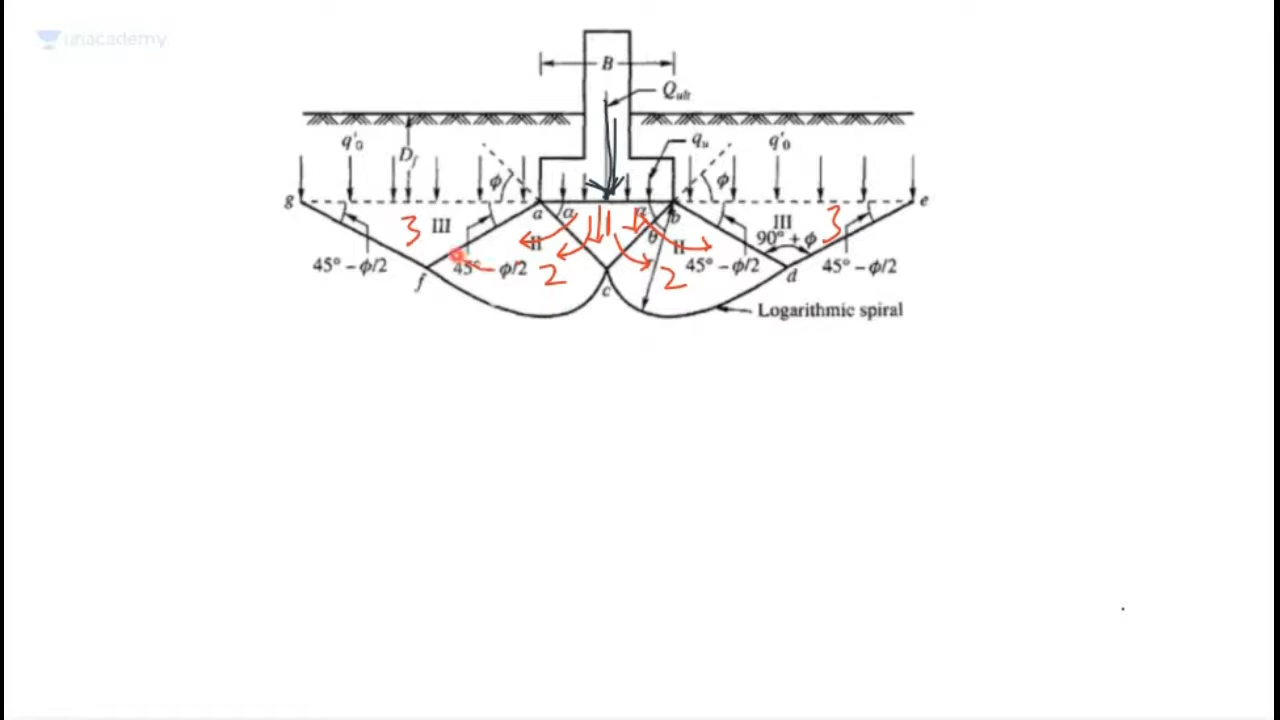 unacademy
B
Qult
q'0
Df
qu
q'0
ϕ
ϕ
g
a
α
1
α
b
e
3
III
II
θ
II
III
90° + ϕ
3
45° – ϕ/2
45° – ϕ/2
2
2
45° – ϕ/2
45° – ϕ/2
f
c
d
Logarithmic spiral